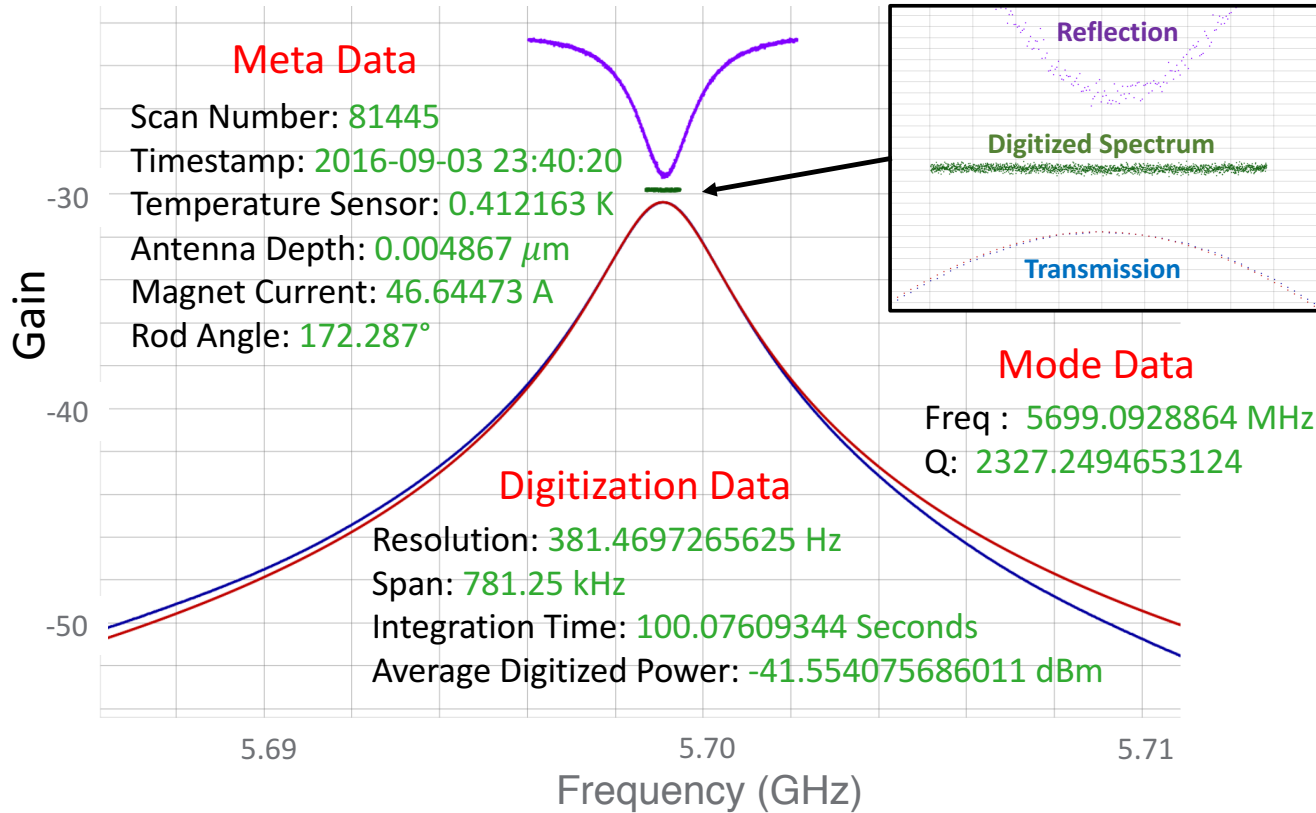 Meta Data
Scan Number: 81445
Timestamp: 2016-09-03 23:40:20
Temperature Sensor: 0.412163 K
Antenna Depth: 0.004867 𝜇m
Magnet Current: 46.64473 A
Rod Angle: 172.287°
Reflection
Digitized Spectrum
Transmission
Mode Data
Freq : 5699.0928864 MHz
Q: 2327.2494653124
Digitization Data
Resolution: 381.4697265625 Hz
Span: 781.25 kHz
Integration Time: 100.07609344 Seconds
Average Digitized Power: -41.554075686011 dBm
Gain
-30
-40
-50
5.69
5.70
5.71
Frequency (GHz)